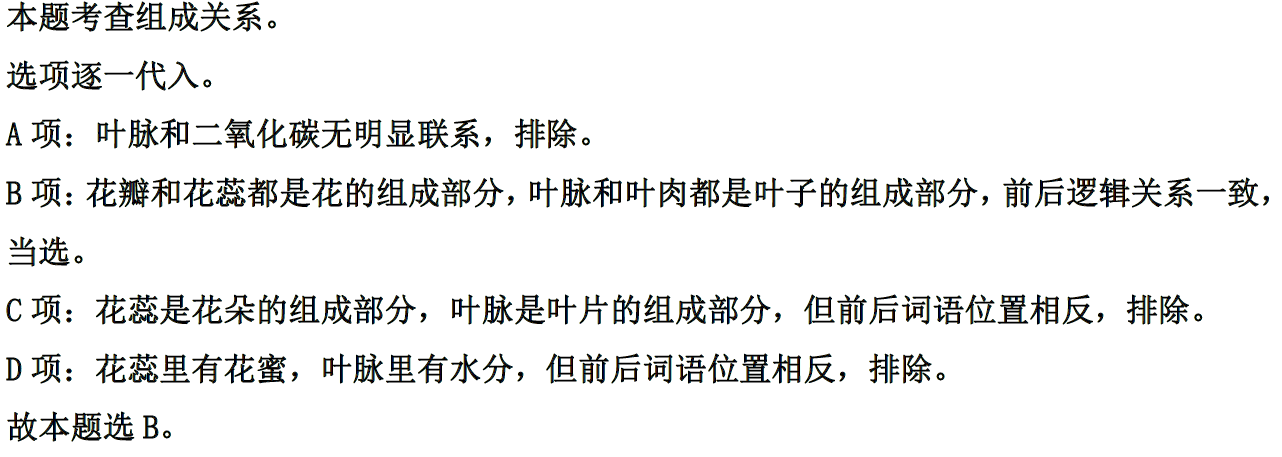 本题考查组成关系。
选项逐一代入。
A 项：叶脉和二氧化碳无明显联系，排除。
B 项：花瓣和花蕊都是花的组成部分，叶脉和叶肉都是叶子的组成部分，前后逻辑关系一致，
当选。
C 项：花蕊是花朵的组成部分，叶脉是叶片的组成部分，但前后词语位置相反，排除。
D 项：花蕊里有花蜜，叶脉里有水分，但前后词语位置相反，排除。
故本题选 B。